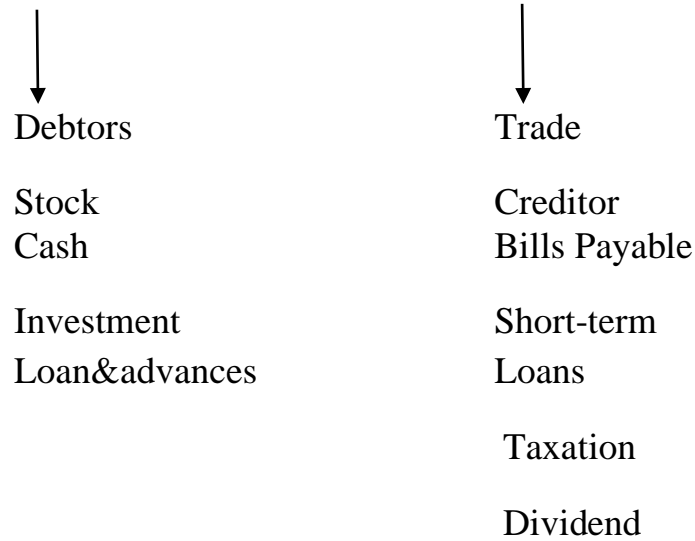 Debtors
Stock
Cash
Investment
Loan&advances
Trade
Creditor
Bills Payable
Short-term
Loans
Taxation
Dividend